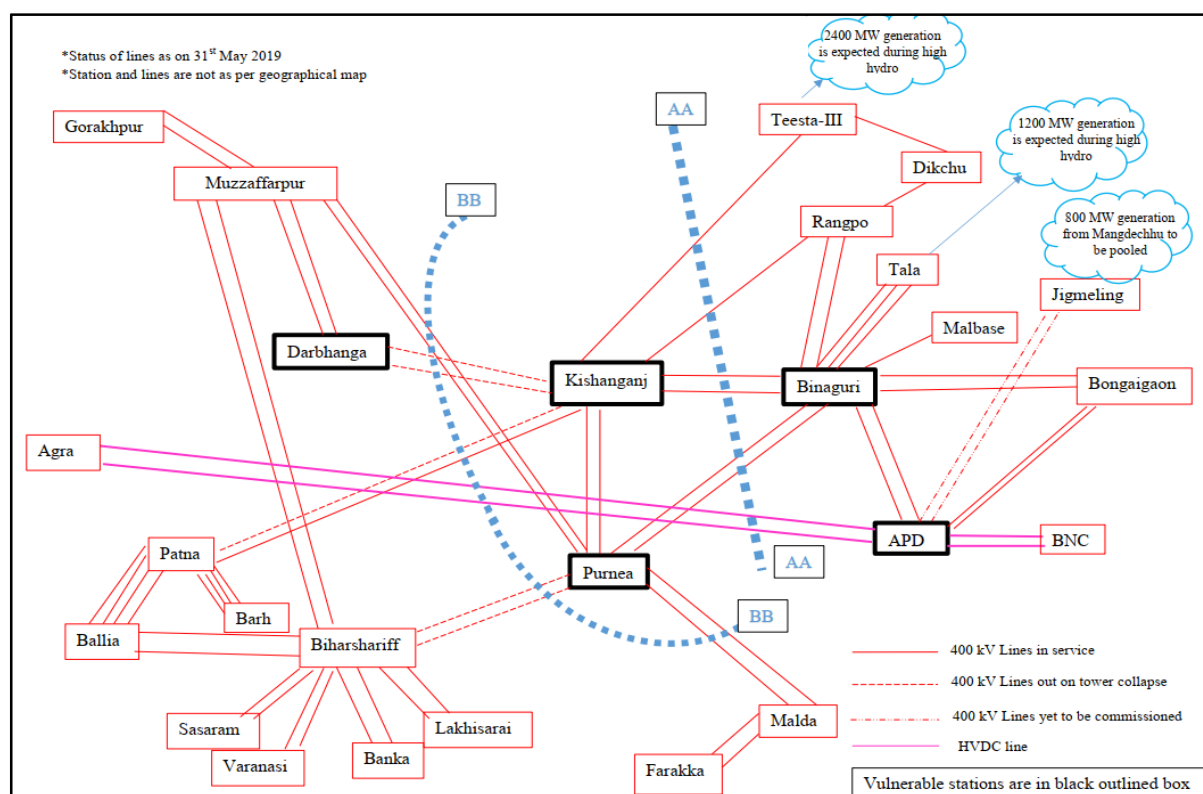 *Status of lines as on 31st May 2019
*Station and lines are not as per geographical map
2400 MW generation
is expected during high
hydro
AA
Teesta-III
Gorakhpur
1200 MW generation
is expected during high
hydro
Dikchu
Muzzaffarpur
BB
Rangpo
800 MW generation
from Mangdechhu to
be pooled
Tala
Jigmeling
Malbase
Darbhanga
Kishanganj
Binaguri
Bongaigaon
Agra
APD
BNC
Patna
Purnea
AA
Barh
BB
Ballia
Biharshariff
400 kV Lines in service
400 kV Lines out on tower collapse
400 kV Lines yet to be commissioned
HVDC line
Sasaram
Lakhisarai
Malda
Varanasi
Banka
Farakka
Vulnerable stations are in black outlined box